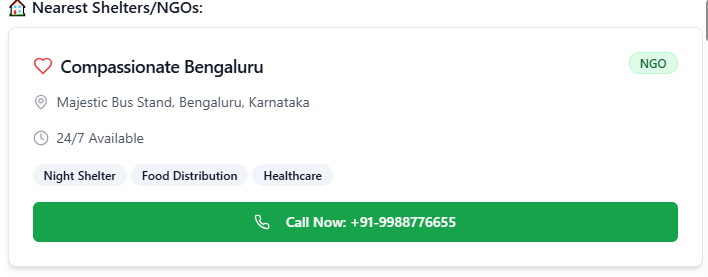 Nearest Shelters/NGOs:
Compassionate Bengaluru
NGO
Majestic Bus Stand, Bengaluru, Karnataka
24/7 Available
Night Shelter Food Distribution Healthcare
Call Now: +91-9988776655